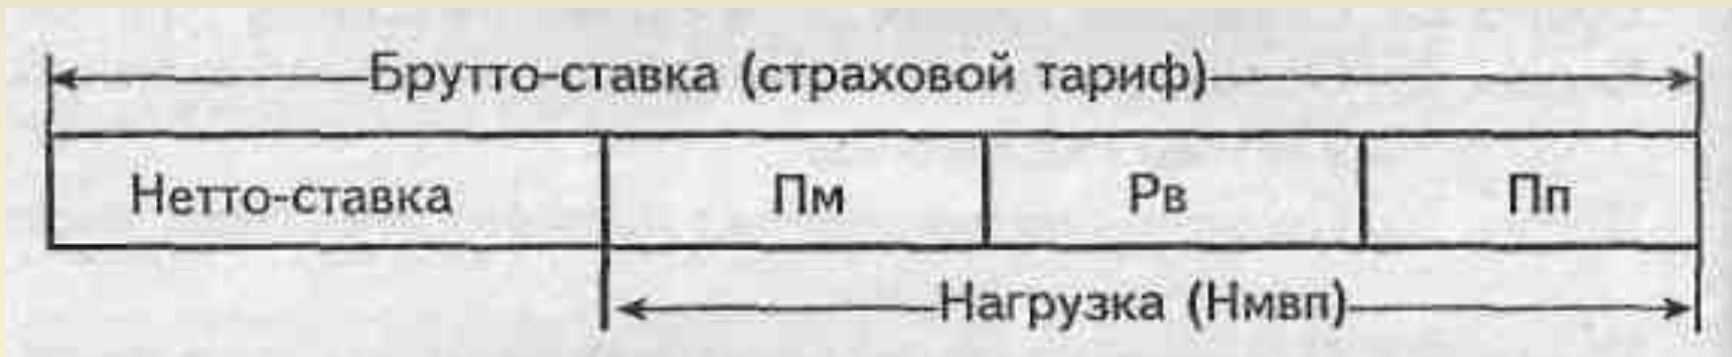 Брутто-ставка (страховой тариф)
Нетто-ставка Пм Рв Пп
Нагрузка (Нмвп)